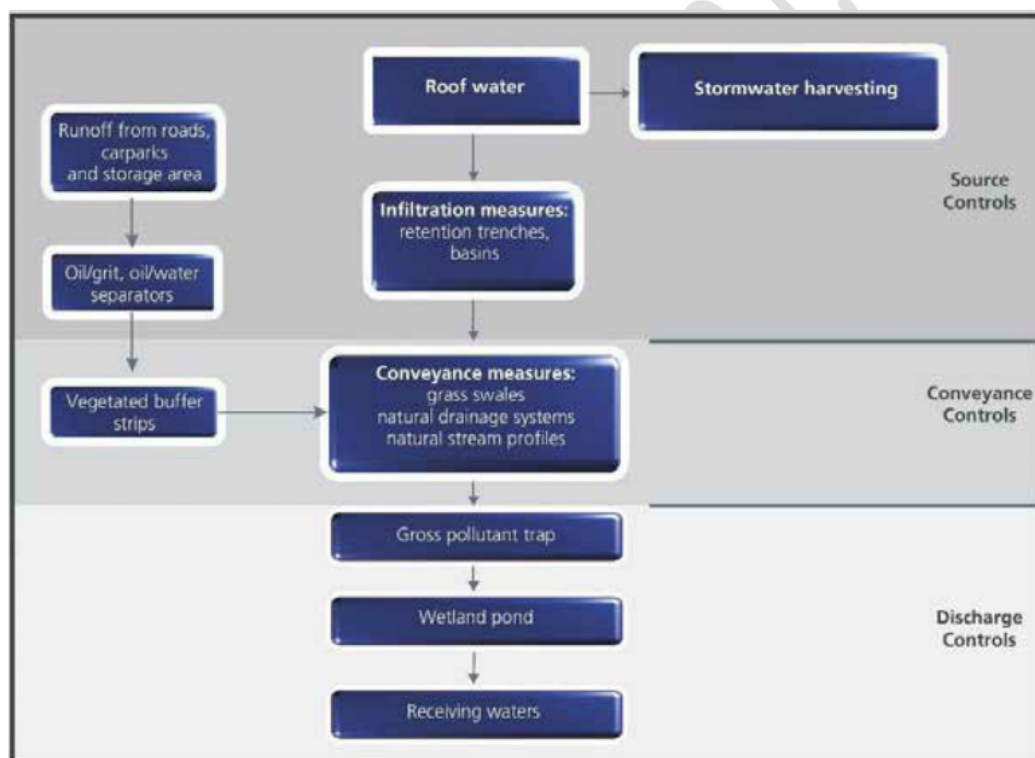 Roof water
Stormwater harvesting
Runoff from roads,
carparks
and storage area
Source
Controls
Infiltration measures:
retention trenches,
basins
Oil/grit, oil/water
separators
Conveyance measures:
grass swales
natural drainage systems
natural stream profiles
Vegetated buffer
strips
Conveyance
Controls
Gross pollutant trap
Wetland pond
Discharge
Controls
Receiving waters